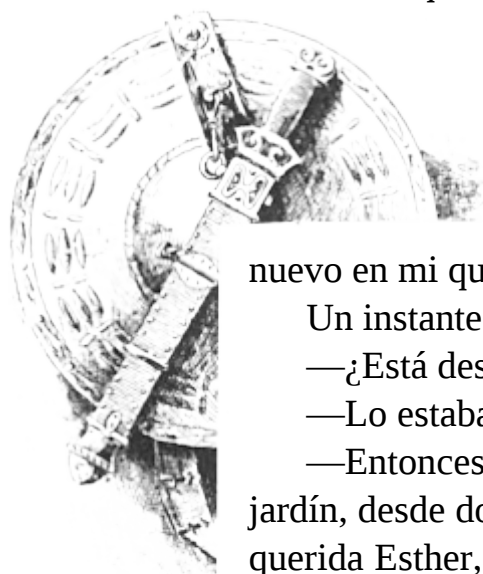 nuevo en mi qu
Un instante
—¿Está des
—Lo estaba
—Entonces
jardín, desde do
querida Esther,